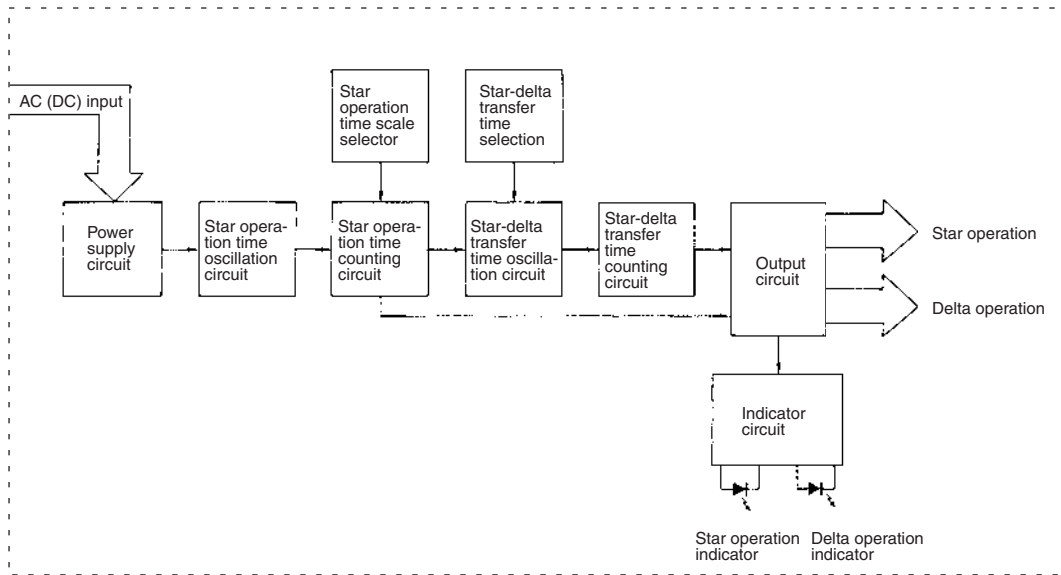 AC (DC) input
Star
operation
time scale
selector
Star-delta
transfer
time
selection
Power
supply
circuit
Star opera-
tion time
oscillation
circuit
Star opera-
tion time
counting
circuit
Star-delta
transfer
time oscilla-
tion circuit
Star-delta
transfer
time
counting
circuit
Output
circuit
Star operation
Delta operation
Indicator
circuit
Star operation
indicator
Delta operation
indicator